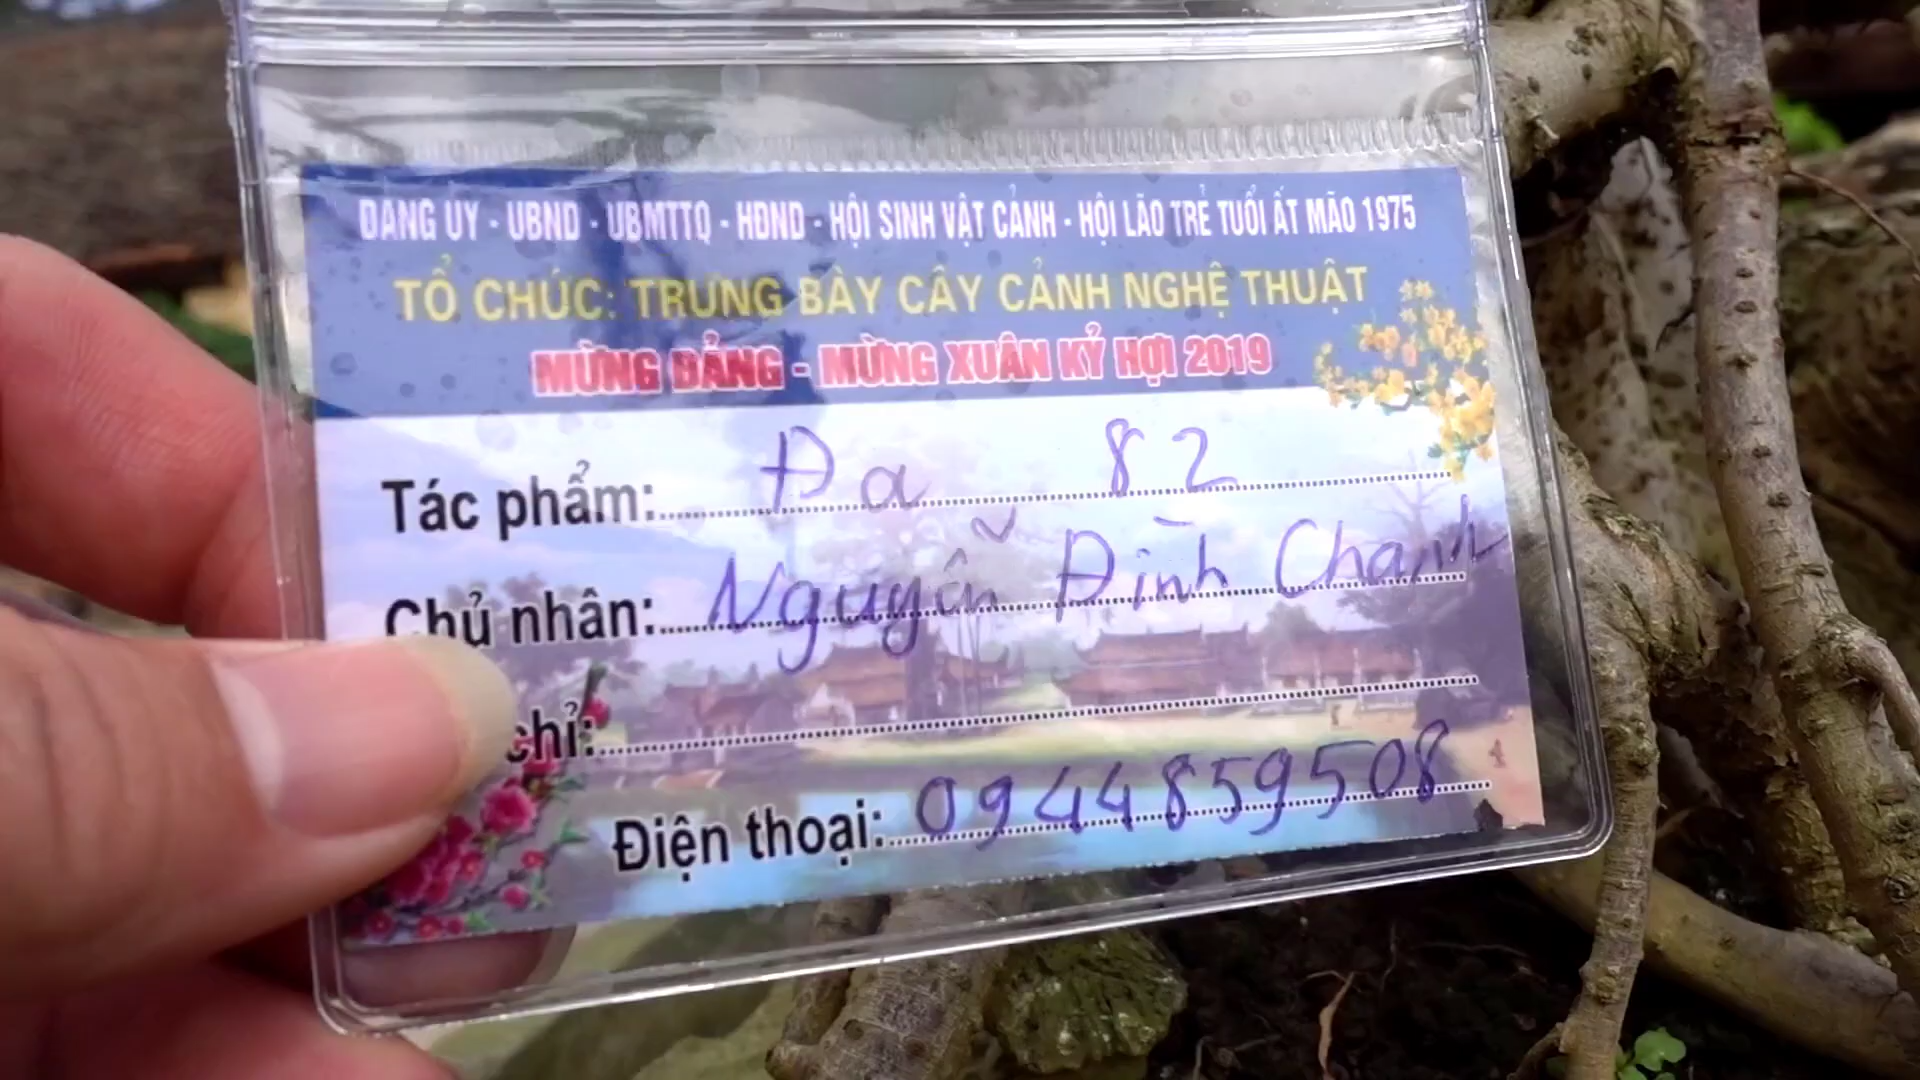 ĐẢNG ỦY - UBND - UBMTTQ - HĐND - HỘI SINH VẬT CẢNH - HỘI LÃO TRẺ TUỔI ẤT MÃO 1975
TỔ CHỨC: TRƯNG BÀY CÂY CẢNH NGHỆ THUẬT
MỪNG ĐẢNG - MỪNG XUÂN KỶ HỢI 2019
Tác phẩm: Đa 82
Chủ nhân: Nguyễn Đình Chanh
chỉ:
Điện thoại: 0944859508